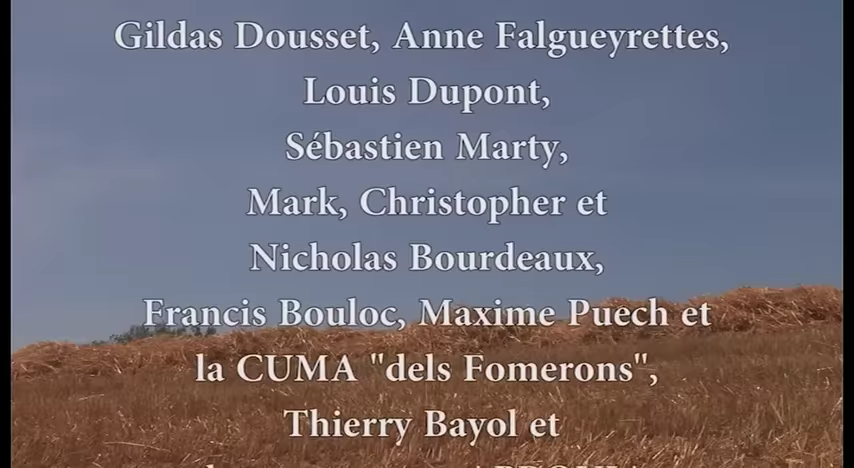 Gildas Dousset, Anne Falgueyrettes,
Louis Dupont,
Sébastien Marty,
Mark, Christopher et
Nicholas Bourdeaux,
Francis Bouloc, Maxime Puech et
la CUMA "dels Fomerons",
Thierry Bayol et